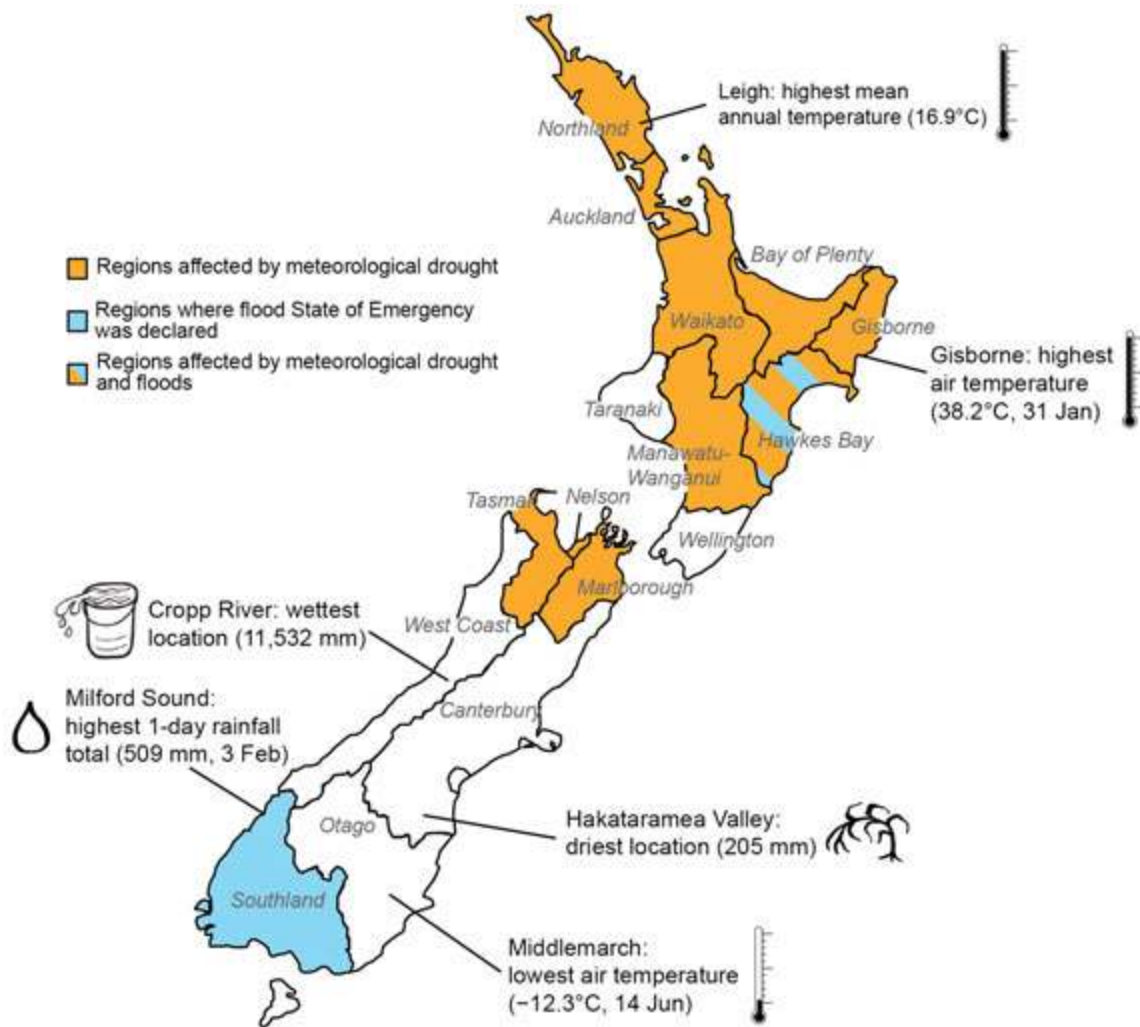 Leigh: highest mean
annual temperature (16.9°C)
Northland
Auckland
Bay of Plenty
Regions affected by meteorological drought
Regions where flood State of Emergency
was declared
Regions affected by meteorological drought
and floods
Waikato
Gisborne
Gisborne: highest
air temperature
(38.2°C, 31 Jan)
Taranaki
Hawkes Bay
Manawatu-
Wanganui
Tasman
Nelson
Wellington
Marlborough
West Coast
Cropp River: wettest
location (11,532 mm)
Milford Sound:
highest 1-day rainfall
total (509 mm, 3 Feb)
Canterbury
Otago
Hakataramea Valley:
driest location (205 mm)
Southland
Middlemarch:
lowest air temperature
(−12.3°C, 14 Jun)